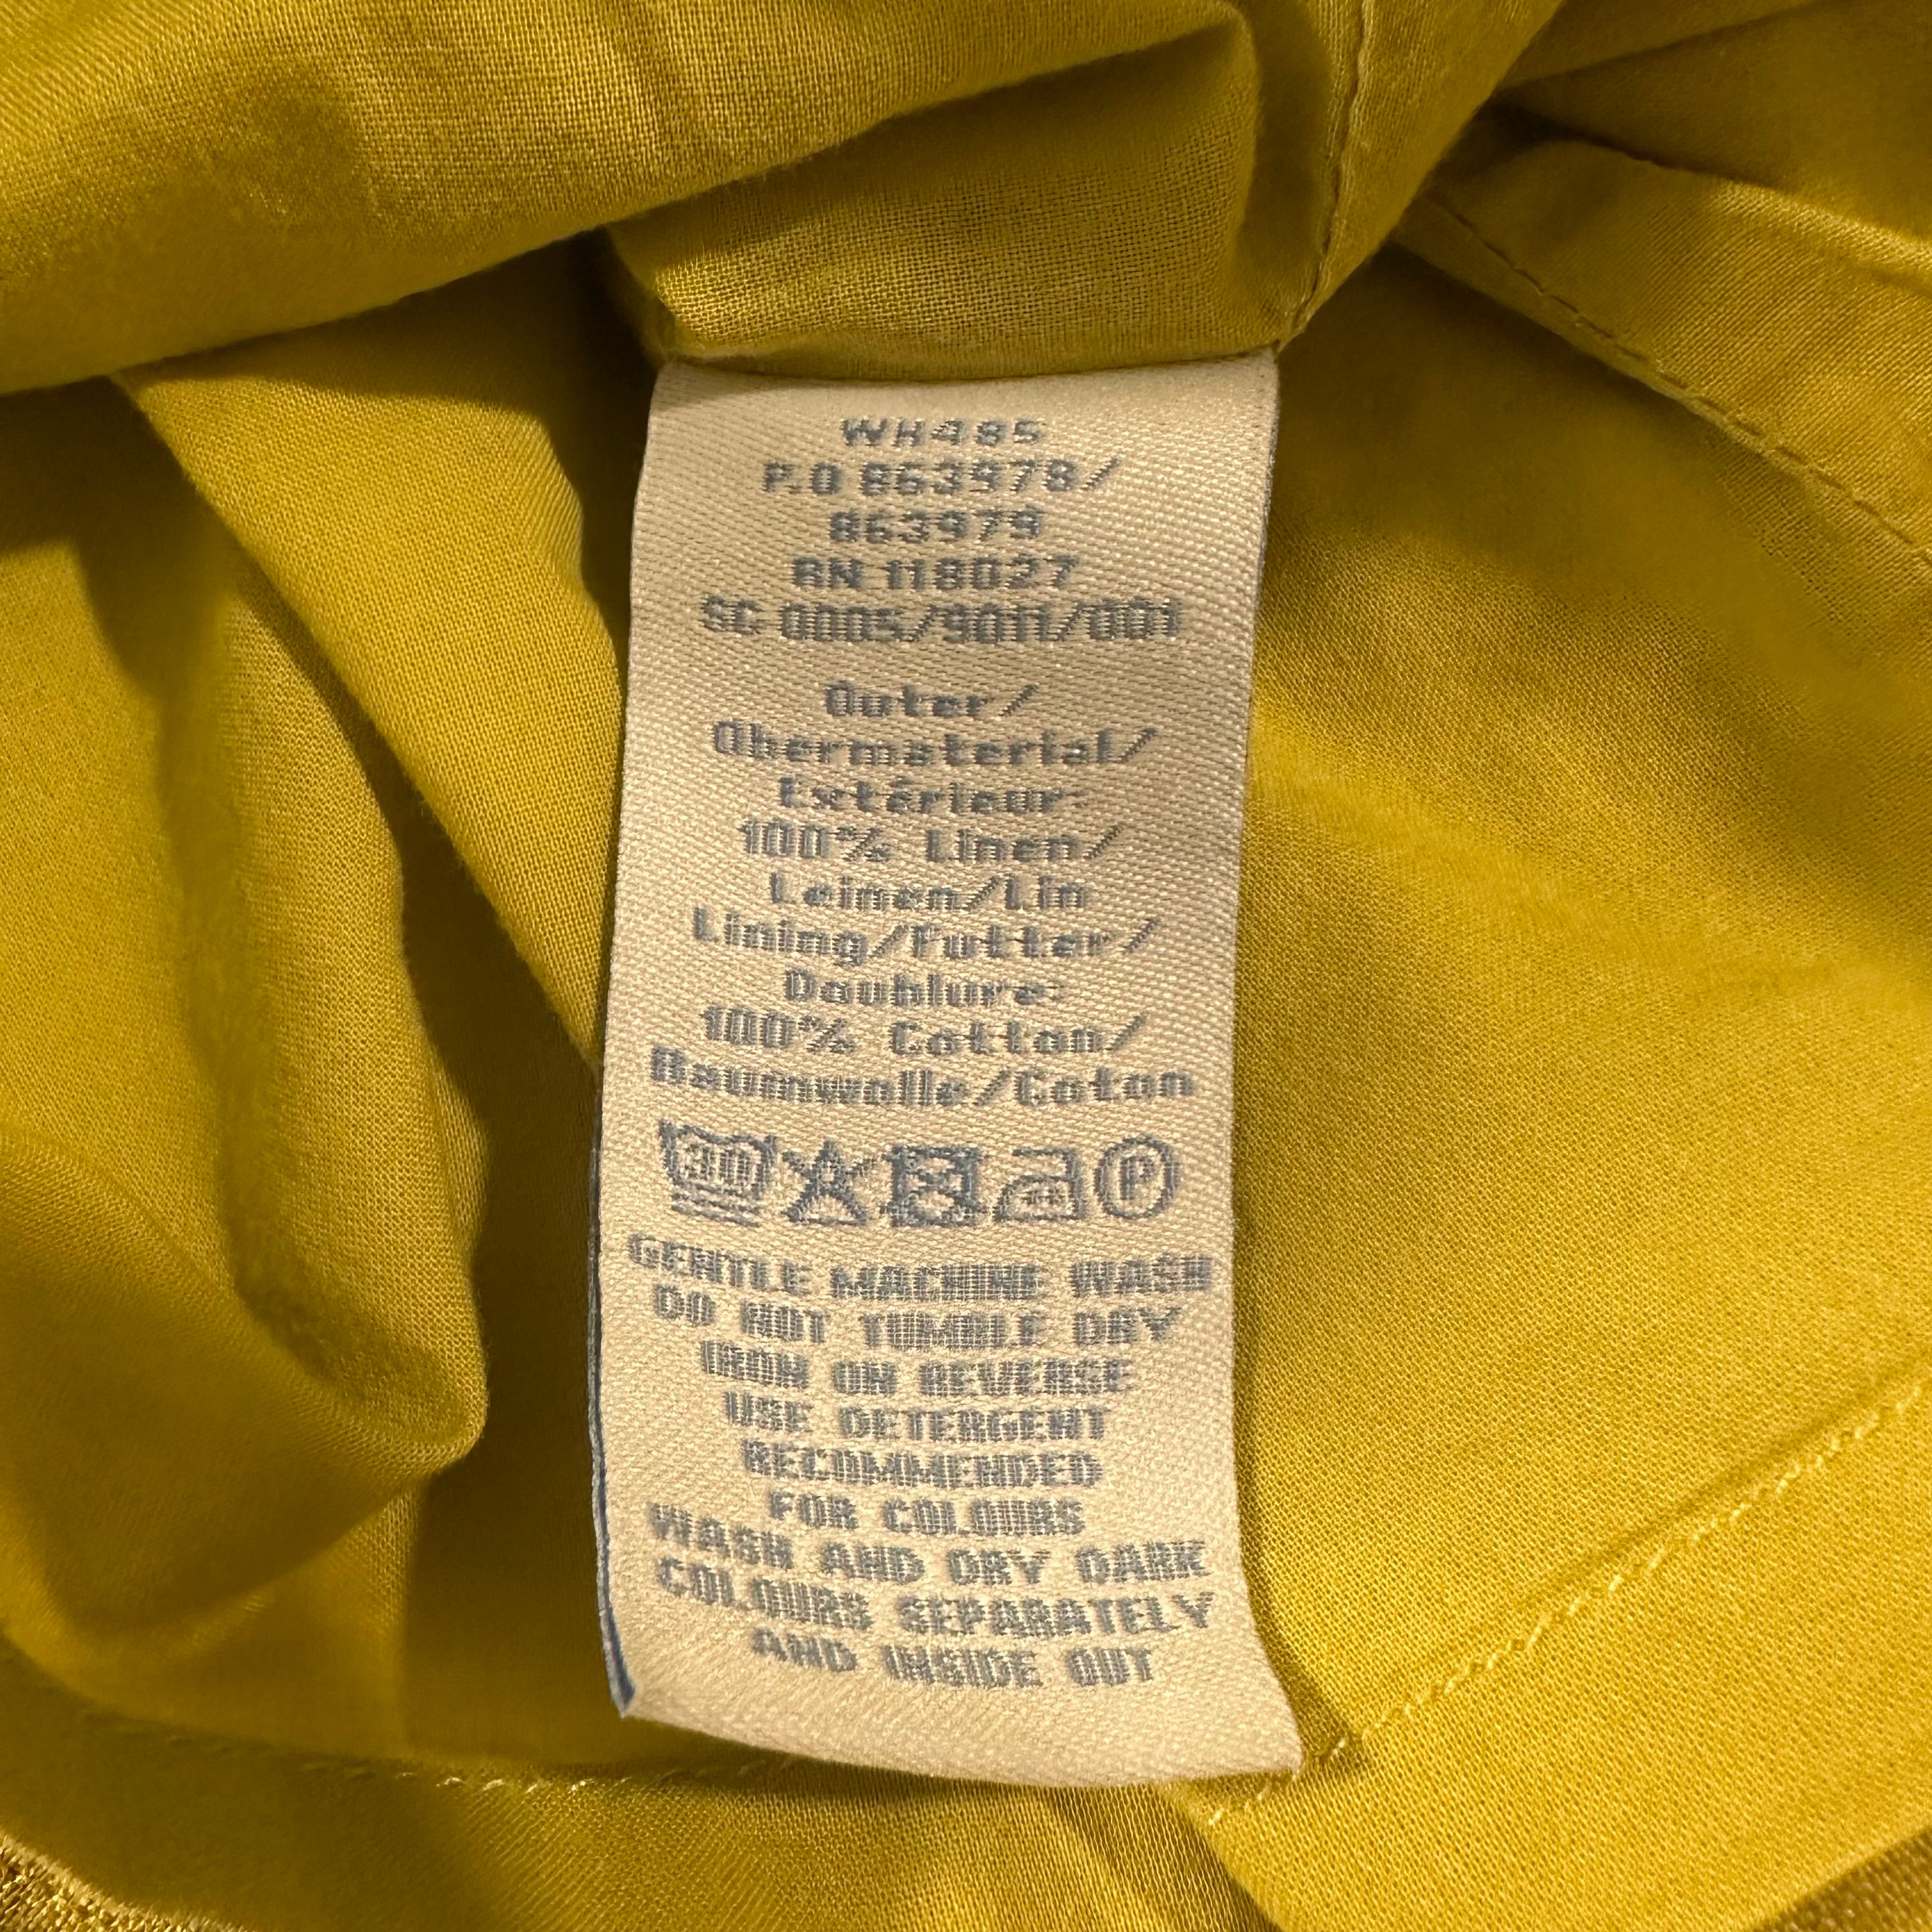 WH485
P.O 863978/
863979
RN 118027
SC 0005/9011/001
Outer/
Obermaterial/
Extérieur:
100% Linen/
Leinen/Lin
Lining/Futter/
Doublure:
100% Cotton/
Baumwolle/Coton
30 P
GENTLE MACHINE WASH
DO NOT TUMBLE DRY
IRON ON REVERSE
USE DETERGENT
RECOMMENDED
FOR COLOURS
WASH AND DRY DARK
COLOURS SEPARATELY
AND INSIDE OUT